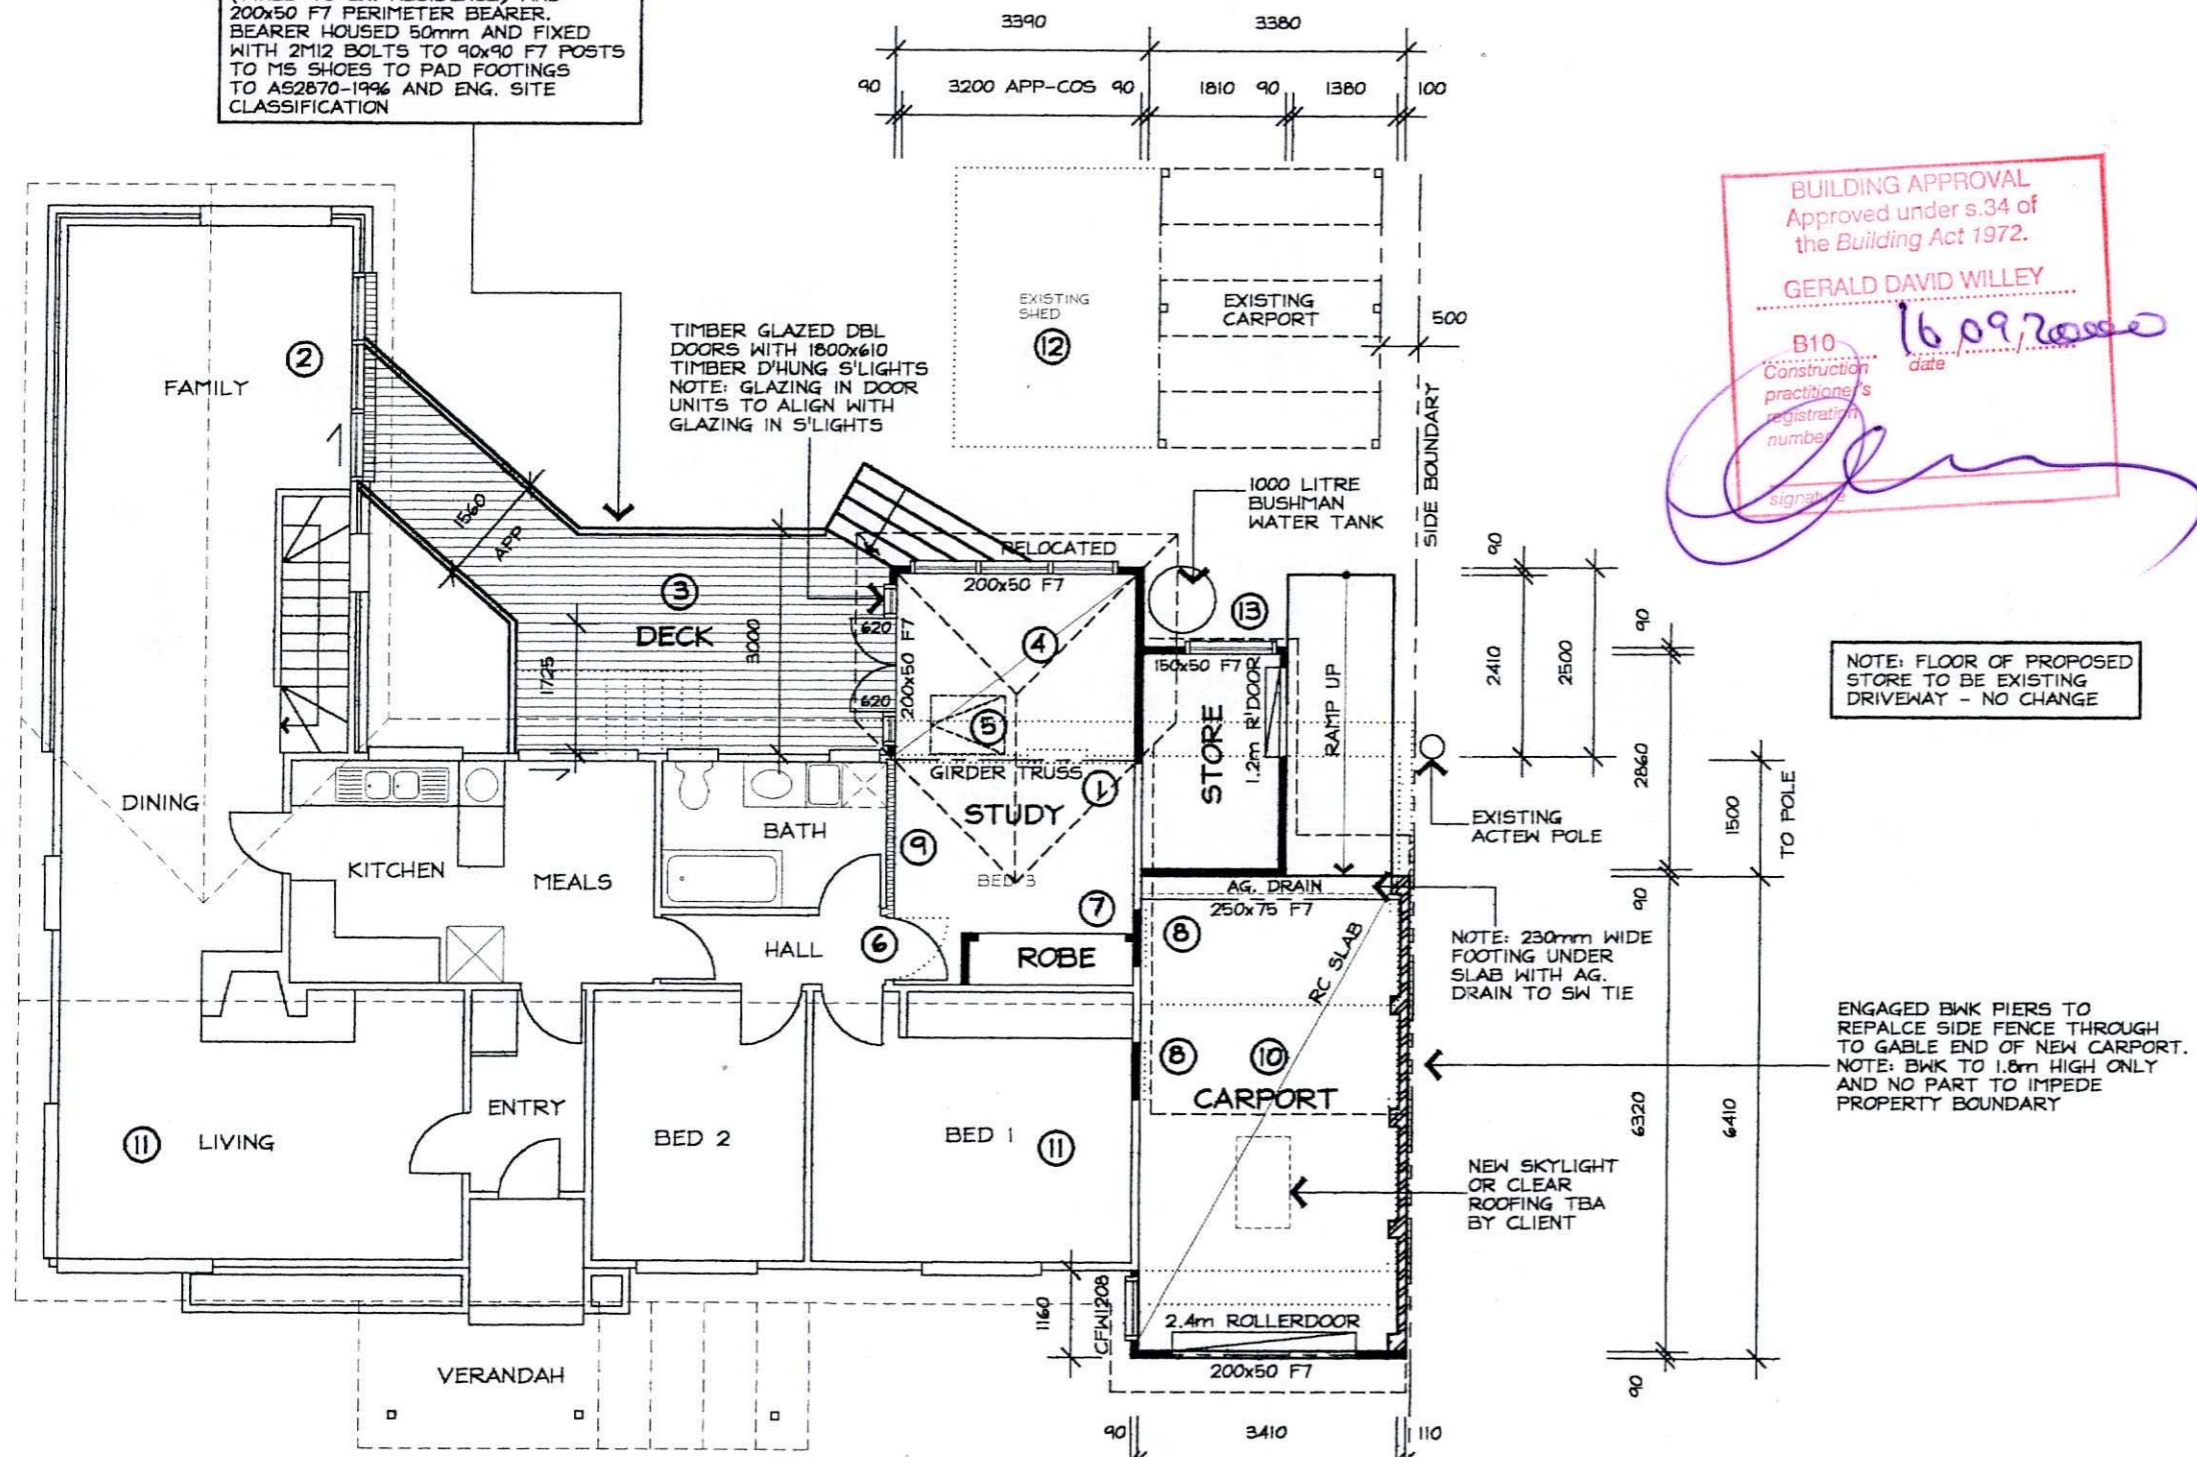 200x50 F7 PERIMETER BEARER.
BEARER HOUSED 50mm AND FIXED
WITH 2M12 BOLTS TO 90x90 F7 POSTS
TO MS SHOES TO PAD FOOTINGS
TO AS2870-1996 AND ENG. SITE
CLASSIFICATION
3390
3380
90
3200 APP-COS
90
1810
90
1380
100
BUILDING APPROVAL
Approved under s.34 of
the Building Act 1972.
GERALD DAVID WILLEY
B10
16/09/2000
Construction
practitioner's
registration
number
date
signature
EXISTING
SHED
12
EXISTING
CARPORT
500
SIDE BOUNDARY
TIMBER GLAZED DBL
DOORS WITH 1800x610
TIMBER D'HUNG S'LIGHTS
NOTE: GLAZING IN DOOR
UNITS TO ALIGN WITH
GLAZING IN S'LIGHTS
FAMILY
2
1560
APP
1000 LITRE
BUSHMAN
WATER TANK
RELOCATED
200x50 F7
3
DECK
3000
1725
620
620
200x50 F7
4
5
13
150x50 F7
STORE
1.2m R'DOOR
RAMP UP
90
2410
2500
90
2860
NOTE: FLOOR OF PROPOSED
STORE TO BE EXISTING
DRIVEWAY - NO CHANGE
GIRDER TRUSS
1
STUDY
9
BED 3
7
DINING
KITCHEN
MEALS
BATH
HALL
6
ROBE
EXISTING
ACTEW POLE
1500
TO POLE
AG. DRAIN
250x75 F7
8
RC SLAB
90
NOTE: 230mm WIDE
FOOTING UNDER
SLAB WITH AG.
DRAIN TO SW TIE
ENGAGED BWK PIERS TO
REPALCE SIDE FENCE THROUGH
TO GABLE END OF NEW CARPORT.
NOTE: BWK TO 1.8m HIGH ONLY
AND NO PART TO IMPEDE
PROPERTY BOUNDARY
8
10
CARPORT
6320
6410
11
LIVING
ENTRY
BED 2
BED 1
11
NEW SKYLIGHT
OR CLEAR
ROOFING TBA
BY CLIENT
1160
CFW1208
2.4m ROLLERDOOR
200x50 F7
90
VERANDAH
90
3410
110